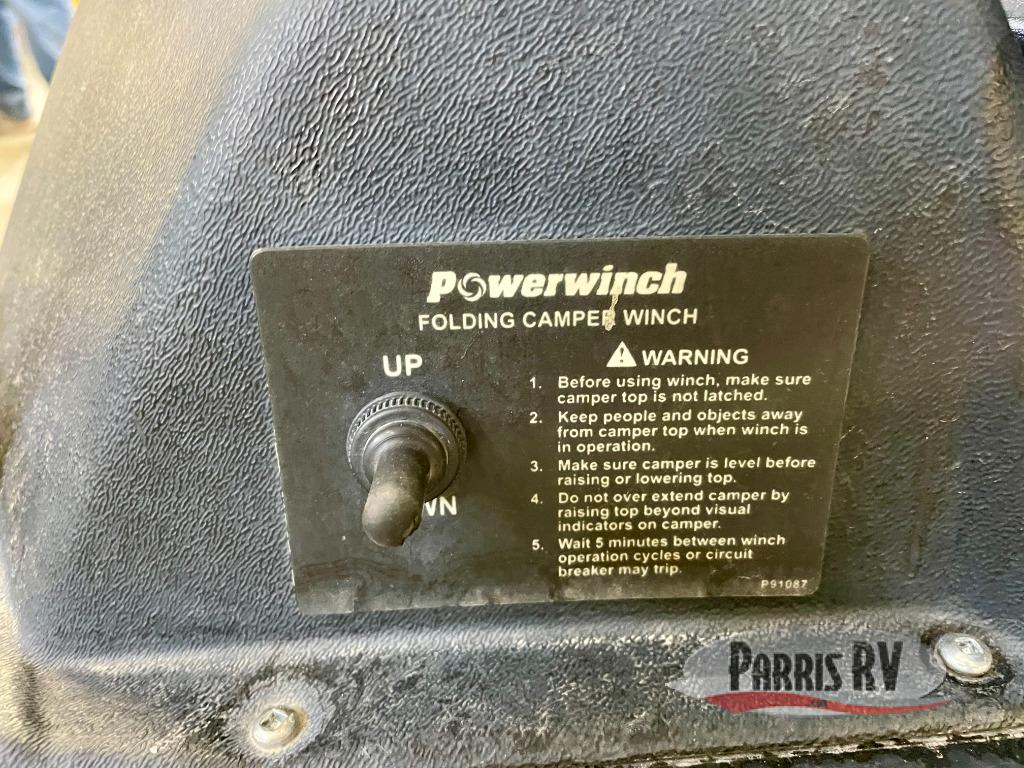 Powerwinch
FOLDING CAMPER WINCH
UP
WN
WARNING
1. Before using winch, make sure
camper top is not latched.
2. Keep people and objects away
from camper top when winch is
in operation.
3. Make sure camper is level before
raising or lowering top.
4. Do not over extend camper by
raising top beyond visual
indicators on camper.
5. Wait 5 minutes between winch
operation cycles or circuit
breaker may trip.
P91087
PARRIS RV
.com